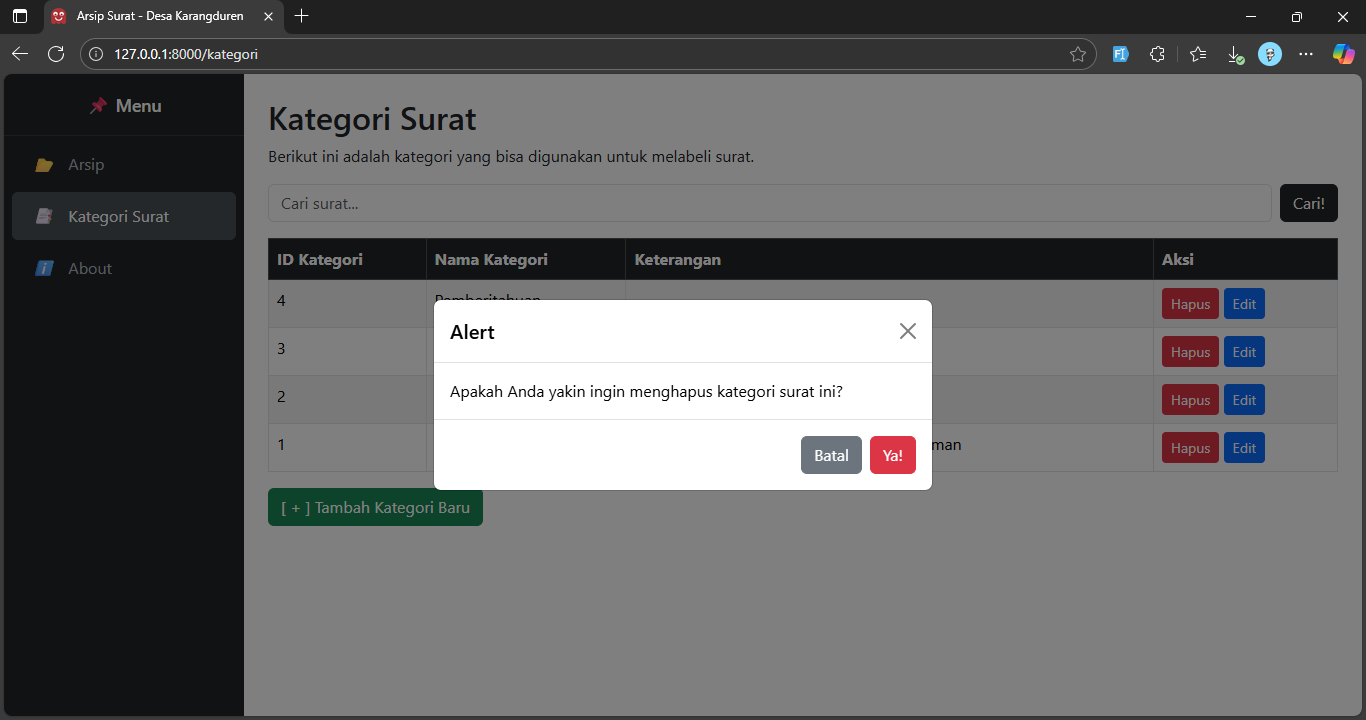 Arsip Surat - Desa Karangduren
127.0.0.1:8000/kategori
Menu
Arsip
Kategori Surat
About
Kategori Surat
Berikut ini adalah kategori yang bisa digunakan untuk melabeli surat.
Cari surat...
Cari!
ID Kategori Nama Kategori Keterangan Aksi
4 Pemberitahuan Hapus Edit
3 Hapus Edit
2 Hapus Edit
1 man Hapus Edit
Alert
Apakah Anda yakin ingin menghapus kategori surat ini?
Batal Ya!
[ + ] Tambah Kategori Baru